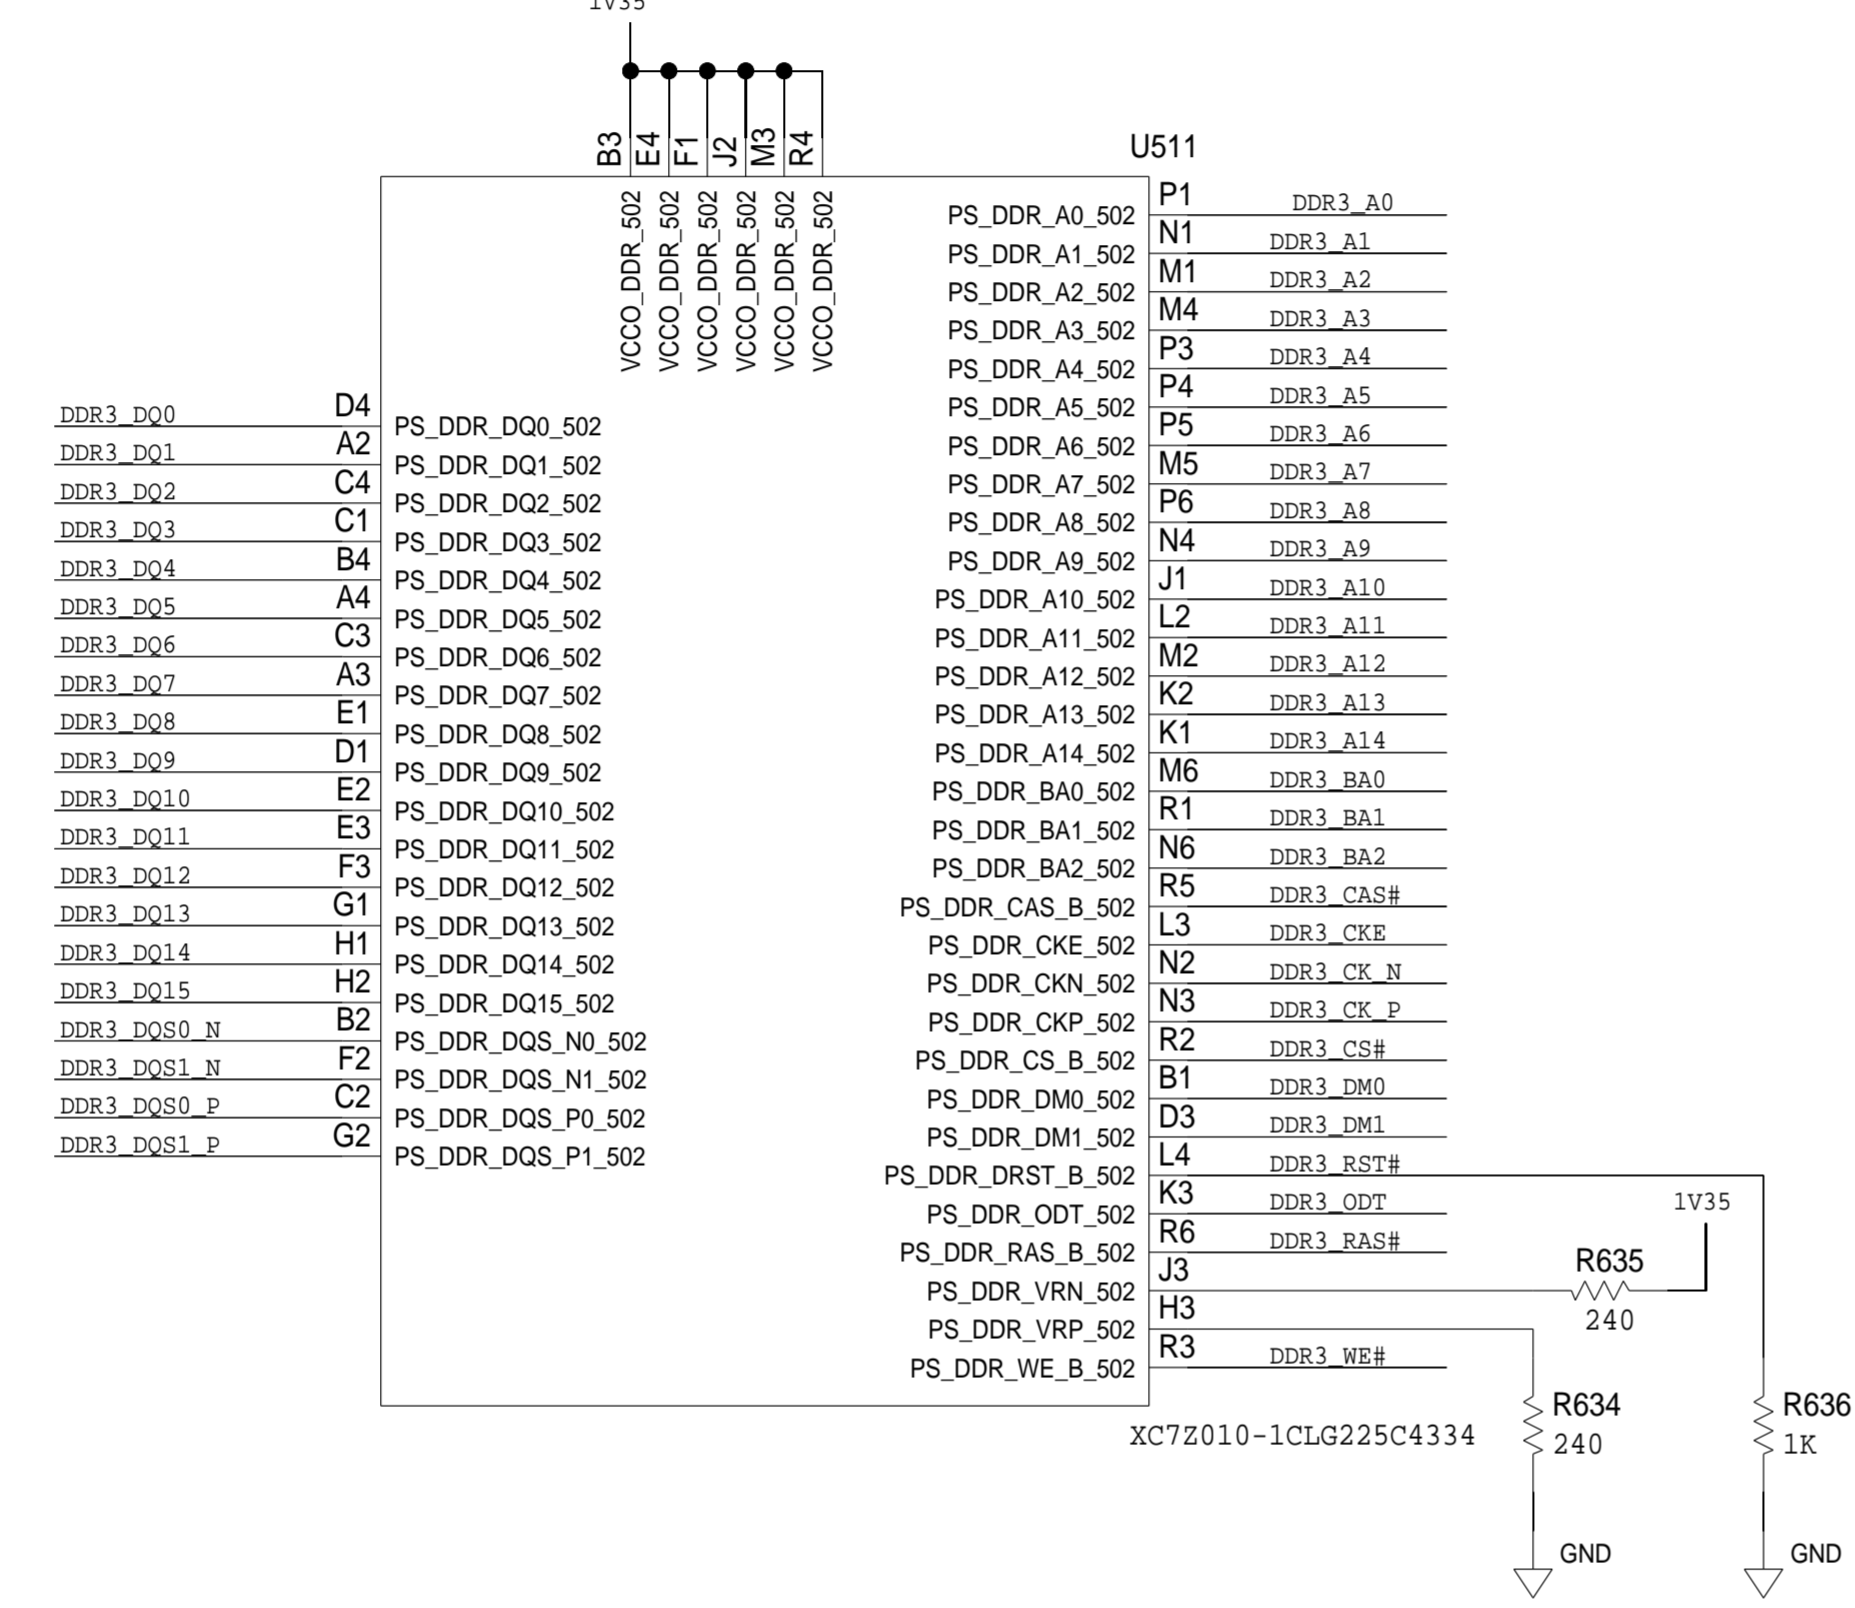 1V35
B3 E4 F1 J2 M3 R4
U511
VCCO_DDR_502 VCCO_DDR_502 VCCO_DDR_502 VCCO_DDR_502 VCCO_DDR_502 VCCO_DDR_502
PS_DDR_A0_502 P1 DDR3_A0
PS_DDR_A1_502 N1 DDR3_A1
PS_DDR_A2_502 M1 DDR3_A2
PS_DDR_A3_502 M4 DDR3_A3
PS_DDR_A4_502 P3 DDR3_A4
PS_DDR_A5_502 P4 DDR3_A5
PS_DDR_A6_502 P5 DDR3_A6
PS_DDR_A7_502 M5 DDR3_A7
PS_DDR_A8_502 P6 DDR3_A8
PS_DDR_A9_502 N4 DDR3_A9
PS_DDR_A10_502 J1 DDR3_A10
PS_DDR_A11_502 L2 DDR3_A11
PS_DDR_A12_502 M2 DDR3_A12
PS_DDR_A13_502 K2 DDR3_A13
PS_DDR_A14_502 K1 DDR3_A14
PS_DDR_BA0_502 M6 DDR3_BA0
PS_DDR_BA1_502 R1 DDR3_BA1
PS_DDR_BA2_502 N6 DDR3_BA2
PS_DDR_CAS_B_502 R5 DDR3_CAS#
PS_DDR_CKE_502 L3 DDR3_CKE
PS_DDR_CKN_502 N2 DDR3_CK_N
PS_DDR_CKP_502 N3 DDR3_CK_P
PS_DDR_CS_B_502 R2 DDR3_CS#
PS_DDR_DM0_502 B1 DDR3_DM0
PS_DDR_DM1_502 D3 DDR3_DM1
PS_DDR_DRST_B_502 L4 DDR3_RST#
PS_DDR_ODT_502 K3 DDR3_ODT
PS_DDR_RAS_B_502 R6 DDR3_RAS#
PS_DDR_VRN_502 J3
PS_DDR_VRP_502 H3
PS_DDR_WE_B_502 R3 DDR3_WE#
DDR3_DQ0 D4 PS_DDR_DQ0_502
DDR3_DQ1 A2 PS_DDR_DQ1_502
DDR3_DQ2 C4 PS_DDR_DQ2_502
DDR3_DQ3 C1 PS_DDR_DQ3_502
DDR3_DQ4 B4 PS_DDR_DQ4_502
DDR3_DQ5 A4 PS_DDR_DQ5_502
DDR3_DQ6 C3 PS_DDR_DQ6_502
DDR3_DQ7 A3 PS_DDR_DQ7_502
DDR3_DQ8 E1 PS_DDR_DQ8_502
DDR3_DQ9 D1 PS_DDR_DQ9_502
DDR3_DQ10 E2 PS_DDR_DQ10_502
DDR3_DQ11 E3 PS_DDR_DQ11_502
DDR3_DQ12 F3 PS_DDR_DQ12_502
DDR3_DQ13 G1 PS_DDR_DQ13_502
DDR3_DQ14 H1 PS_DDR_DQ14_502
DDR3_DQ15 H2 PS_DDR_DQ15_502
DDR3_DQS0_N B2 PS_DDR_DQS_N0_502
DDR3_DQS1_N F2 PS_DDR_DQS_N1_502
DDR3_DQS0_P C2 PS_DDR_DQS_P0_502
DDR3_DQS1_P G2 PS_DDR_DQS_P1_502
1V35
R635
240
XC7Z010-1CLG225C4334
R634
240
R636
1K
GND
GND